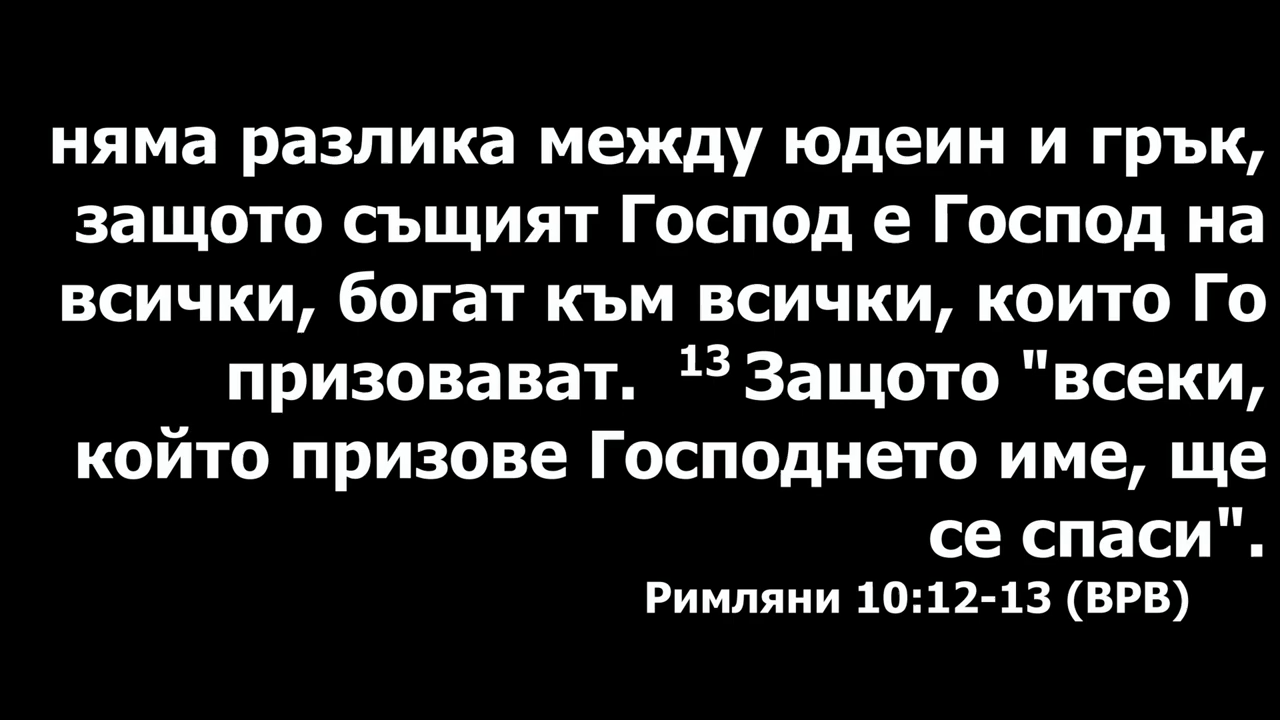 няма разлика между юдеин и грък,
защото същият Господ е Господ на
всички, богат към всички, които Го
призовават. 13 Защото "всеки,
който призове Господнето име, ще
се спаси".
Римляни 10:12-13 (ВРВ)